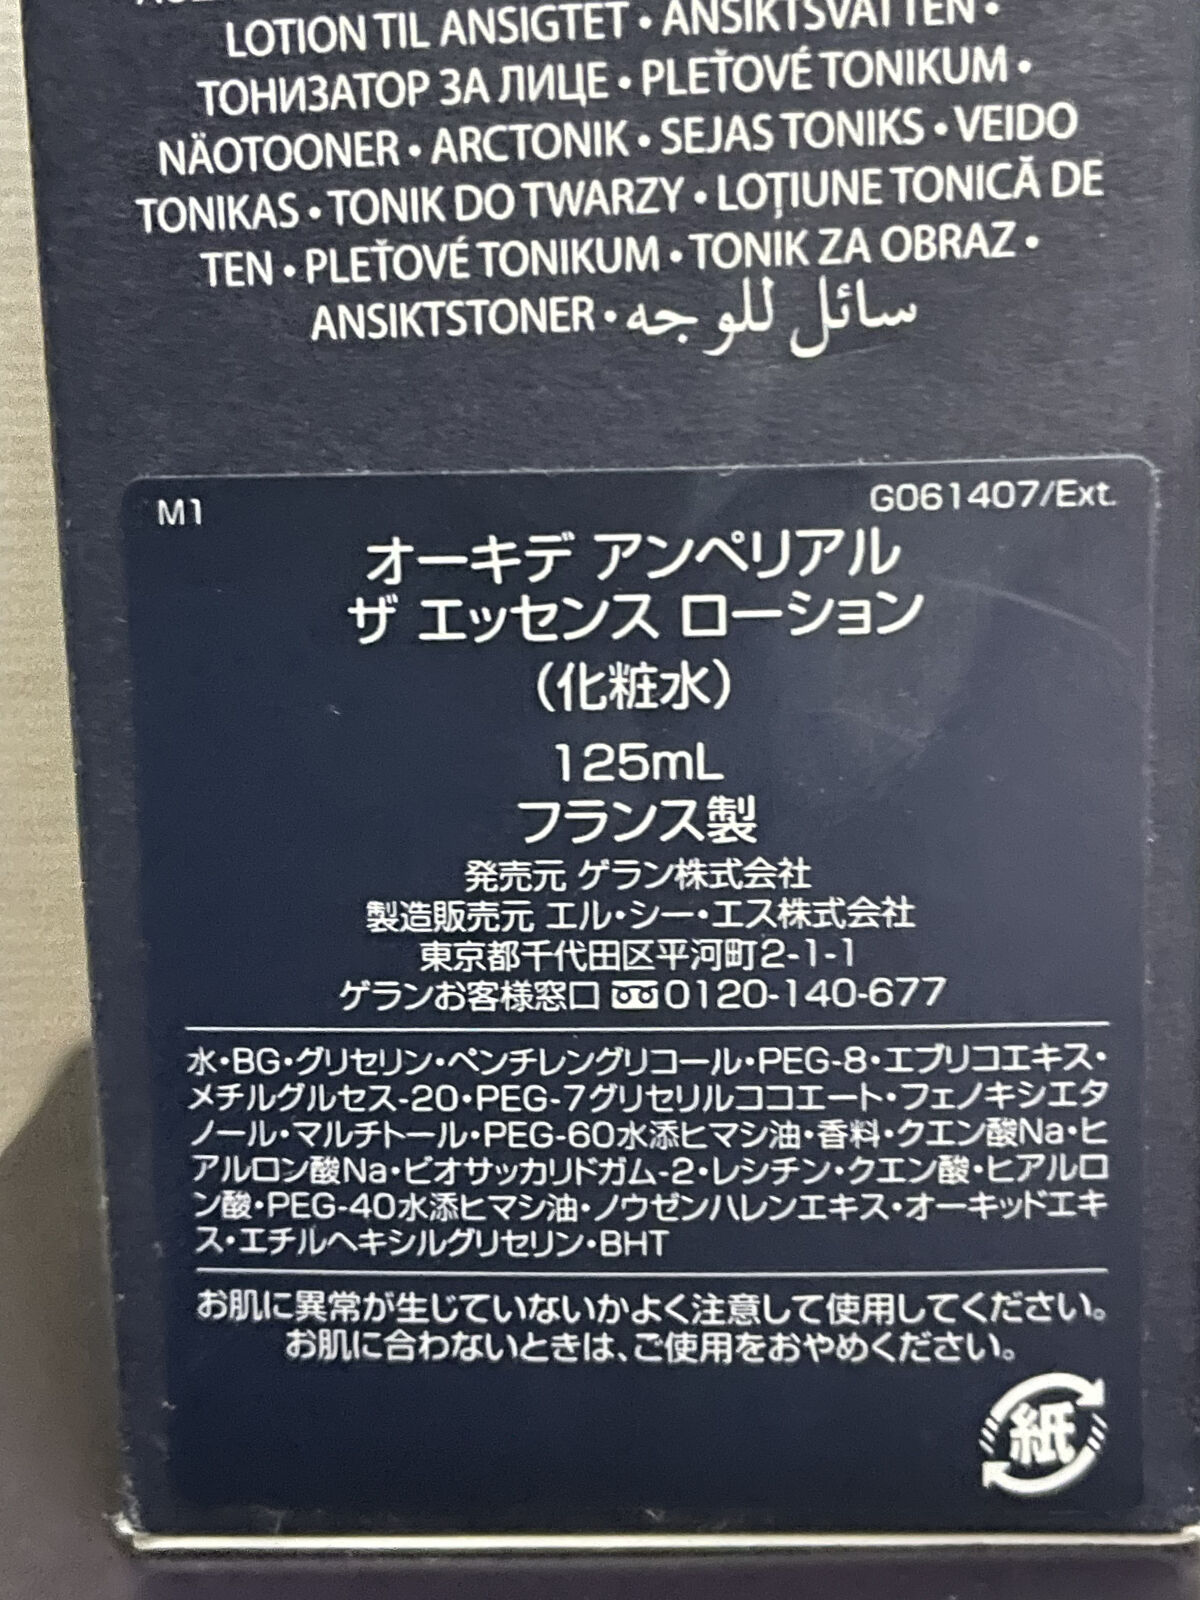 LOTION TIL ANSIGTET • ANSIKTSVATTEN •
ТОНИЗАТОР ЗА ЛИЦЕ • PLEŤOVÉ TONIKUM •
NÄOTOONER • ARCTONIK • SEJAS TONIKS • VEIDO
TONIKAS • TONIK DO TWARZY • LOȚIUNE TONICĂ DE
TEN • PLEŤOVÉ TONIKUM • TONIK ZA OBRAZ •
ANSIKTSTONER • سائل للوجه
M1
G061407/Ext.
オーキデ アンペリアル
ザ エッセンス ローション
（化粧水）
125mL
フランス製
発売元 ゲラン株式会社
製造販売元 エル・シー・エス株式会社
東京都千代田区平河町2-1-1
ゲランお客様窓口 0120-140-677
水・BG・グリセリン・ペンチレングリコール・PEG-8・エブリコエキス・
メチルグルセス-20・PEG-7グリセリルココエート・フェノキシエタ
ノール・マルチトール・PEG-60水添ヒマシ油・香料・クエン酸Na・ヒ
アルロン酸Na・ビオサッカリドガム-2・レシチン・クエン酸・ヒアルロ
ン酸・PEG-40水添ヒマシ油・ノウゼンハレンエキス・オーキッドエキ
ス・エチルヘキシルグリセリン・BHT
お肌に異常が生じていないかよく注意して使用してください。
お肌に合わないときは、ご使用をおやめください。
紙